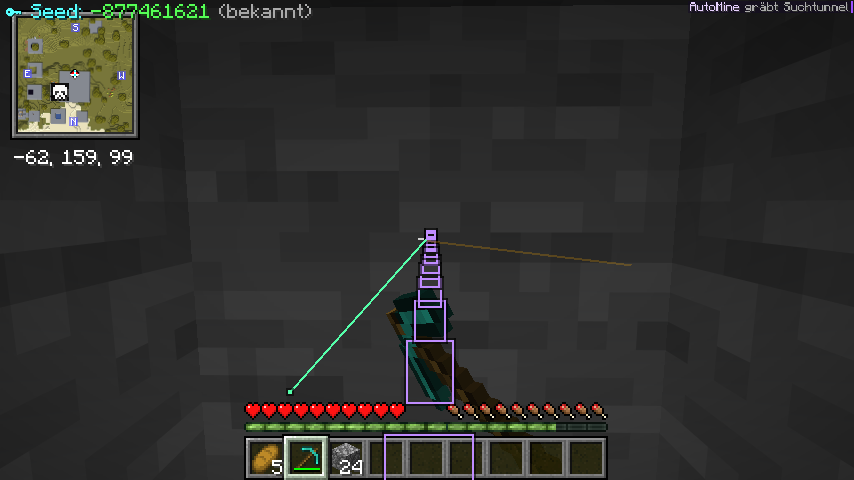 Seed: -877461621 (bekannt)
AutoMine gräbt Suchtunnel
S
E
W
N
-62, 159, 99
5
24